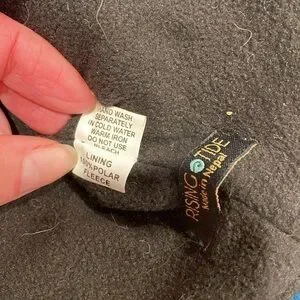 HAND WASH
SEPARATELY
IN COLD WATER
WARM IRON
DO NOT USE
BLEACH
LINING
100% POLAR
FLEECE
RISING TIDE
Made in Nepal